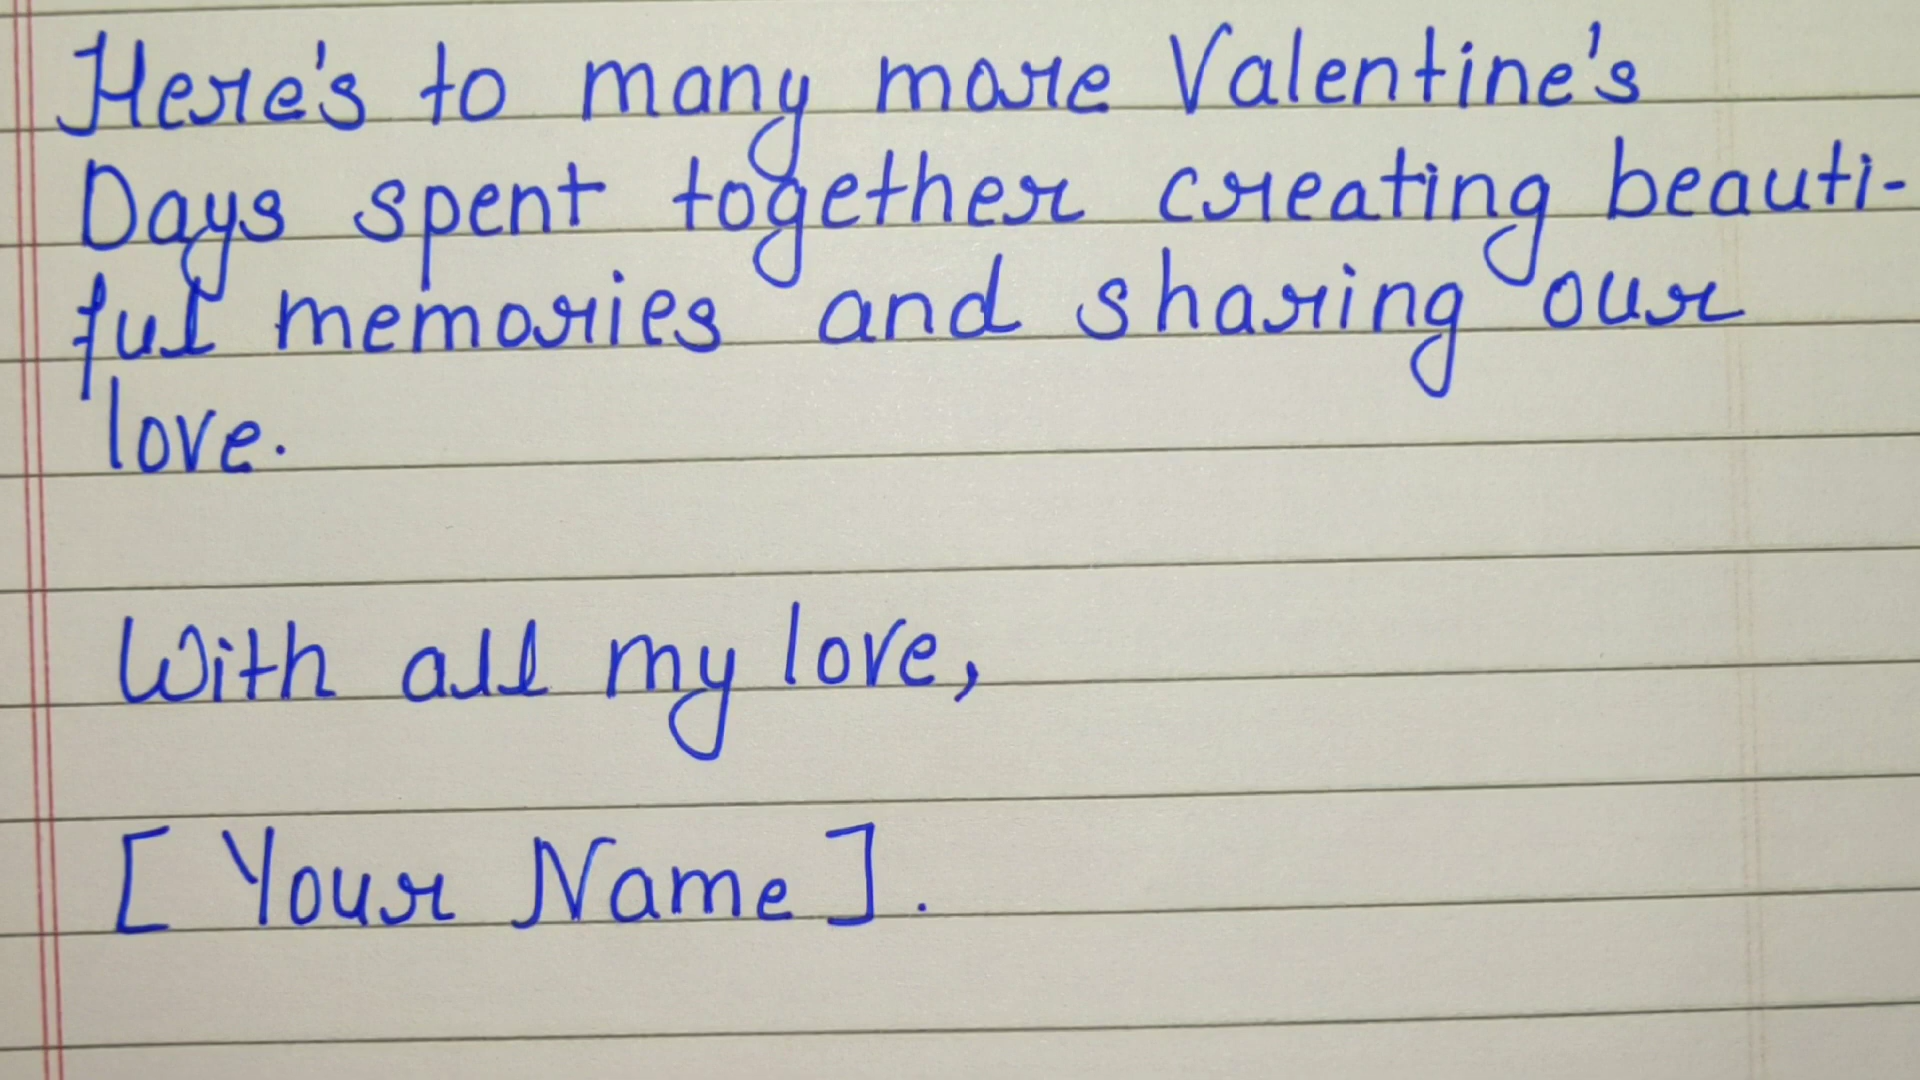 Here's to many more Valentine's
Days spent together creating beauti-
ful memories and sharing our
love.
With all my love,
[ Your Name ].